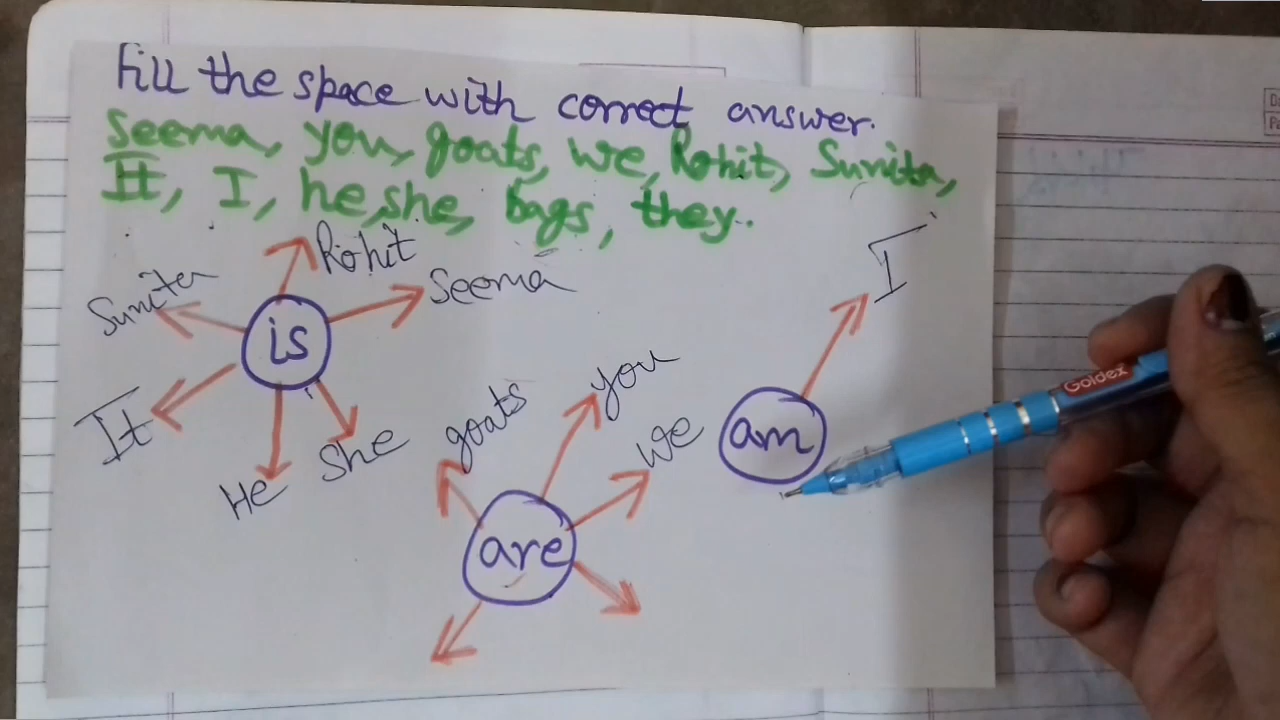 Fill the space with correct answer.
Seema, you, goats, we, Rohit, Sunita,
It, I, he, she, bags, they.
Rohit
Sunita
Seema
is
It
He
She
I
you
goats
we
am
are
Goldex